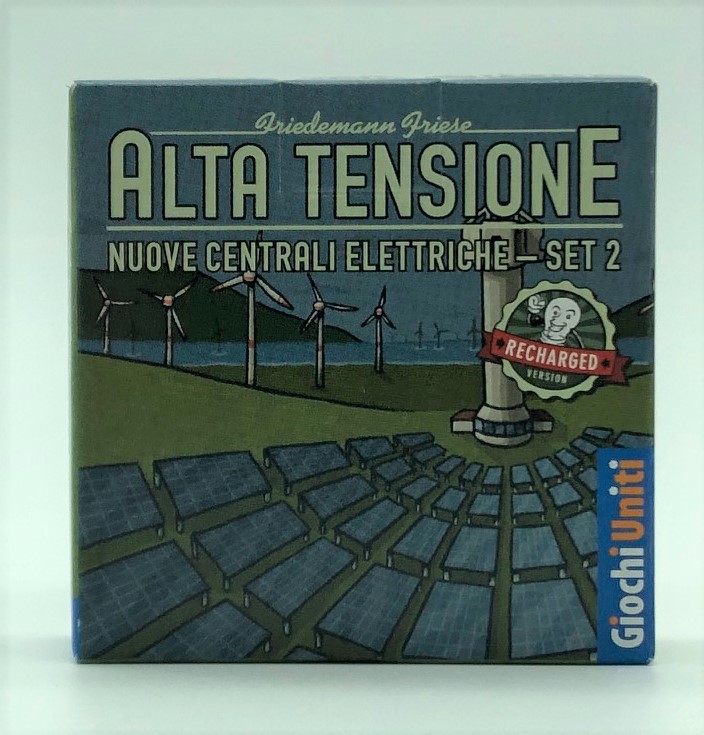 Friedemann Friese
ALTA TENSIONE
NUOVE CENTRALI ELETTRICHE – SET 2
RECHARGED
VERSION
Giochi Uniti